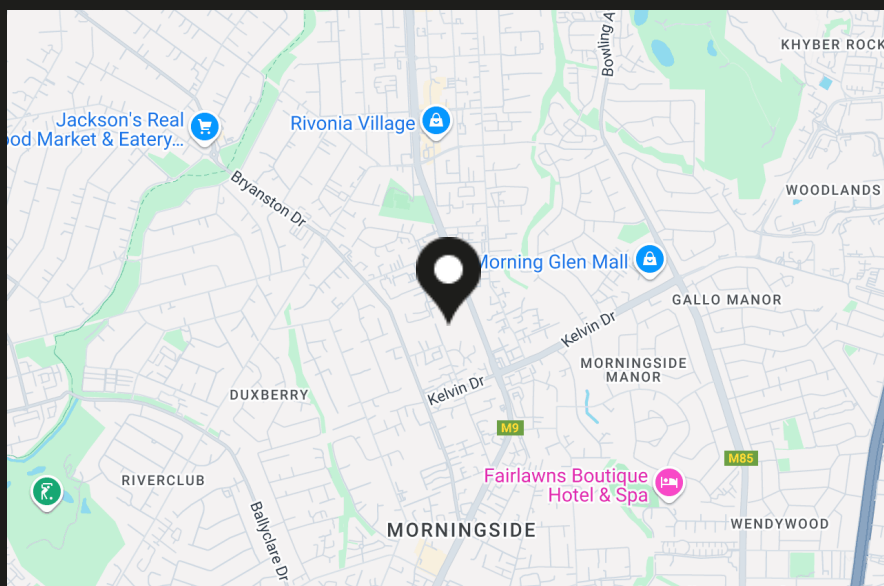 Bowling A
KHYBER ROCK
Jackson's Real
ood Market & Eatery...
Rivonia Village
Bryanston Dr
WOODLANDS
Morning Glen Mall
GALLO MANOR
Kelvin Dr
MORNINGSIDE
MANOR
Kelvin Dr
DUXBERRY
M9
M85
RIVERCLUB
Fairlawns Boutique
Hotel & Spa
Ballyclare Dr
MORNINGSIDE
WENDYWOOD